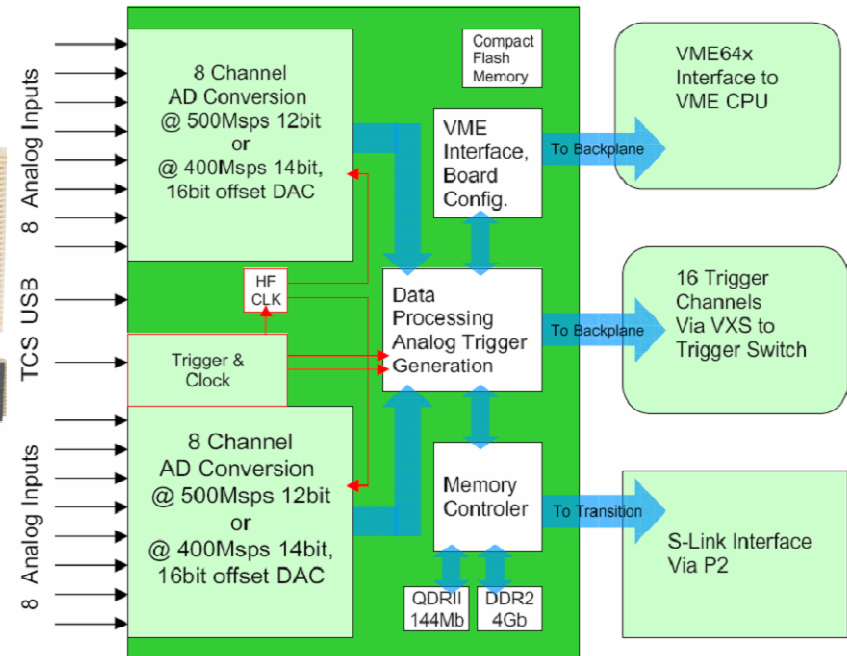 8 Analog Inputs
TCS USB
8 Analog Inputs
8 Channel
AD Conversion
@ 500Msps 12bit
or
@ 400Msps 14bit,
16bit offset DAC
HF
CLK
Trigger &
Clock
8 Channel
AD Conversion
@ 500Msps 12bit
or
@ 400Msps 14bit,
16bit offset DAC
Compact
Flash
Memory
VME
Interface,
Board
Config.
Data
Processing
Analog Trigger
Generation
Memory
Controler
QDRII
144Mb
DDR2
4Gb
To Backplane
To Backplane
To Transition
VME64x
Interface to
VME CPU
16 Trigger
Channels
Via VXS to
Trigger Switch
S-Link Interface
Via P2